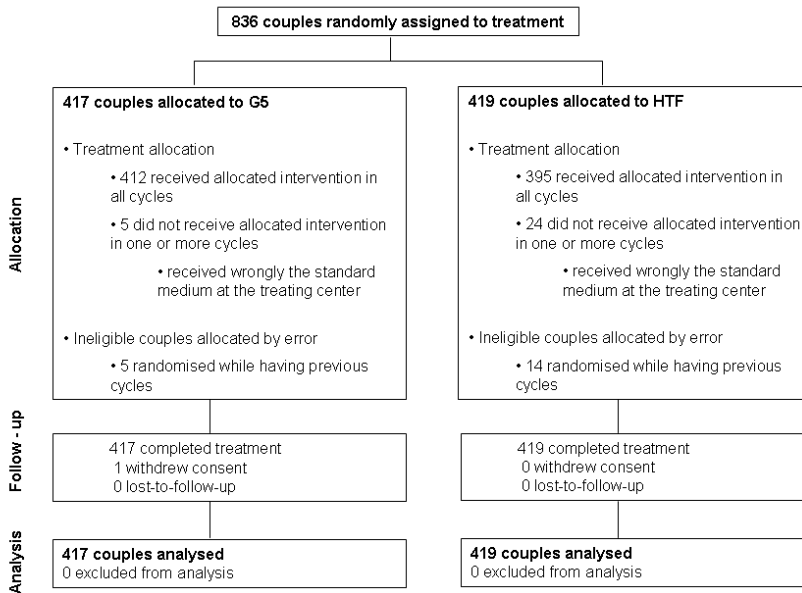 836 couples randomly assigned to treatment
Allocation
417 couples allocated to G5
• Treatment allocation
• 412 received allocated intervention in
all cycles
• 5 did not receive allocated intervention
in one or more cycles
• received wrongly the standard
medium at the treating center
• Ineligible couples allocated by error
• 5 randomised while having previous
cycles
419 couples allocated to HTF
• Treatment allocation
• 395 received allocated intervention in
all cycles
• 24 did not receive allocated intervention
in one or more cycles
• received wrongly the standard
medium at the treating center
• Ineligible couples allocated by error
• 14 randomised while having previous
cycles
Follow - up
417 completed treatment
1 withdrew consent
0 lost-to-follow-up
419 completed treatment
0 withdrew consent
0 lost-to-follow-up
Analysis
417 couples analysed
0 excluded from analysis
419 couples analysed
0 excluded from analysis